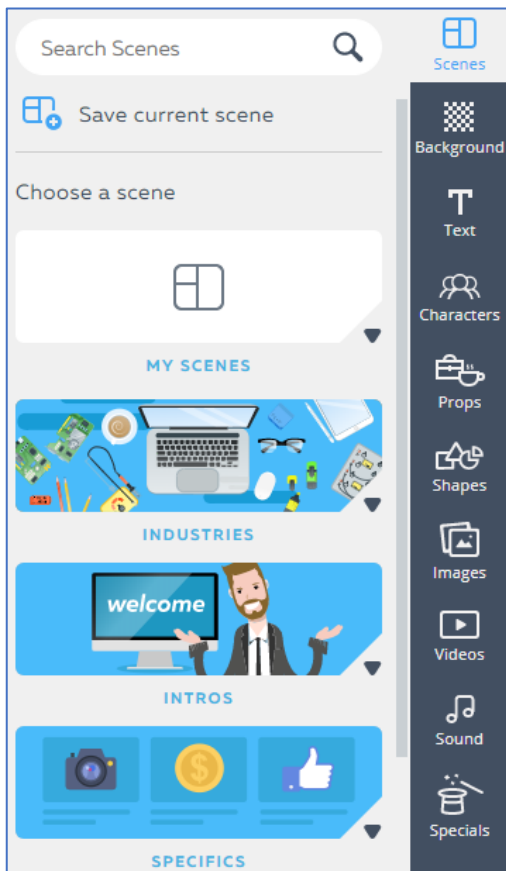 Search Scenes
Save current scene
Choose a scene
MY SCENES
INDUSTRIES
welcome
INTROS
$
SPECIFICS
Scenes
Background
Text
Characters
Props
Shapes
Images
Videos
Sound
Specials